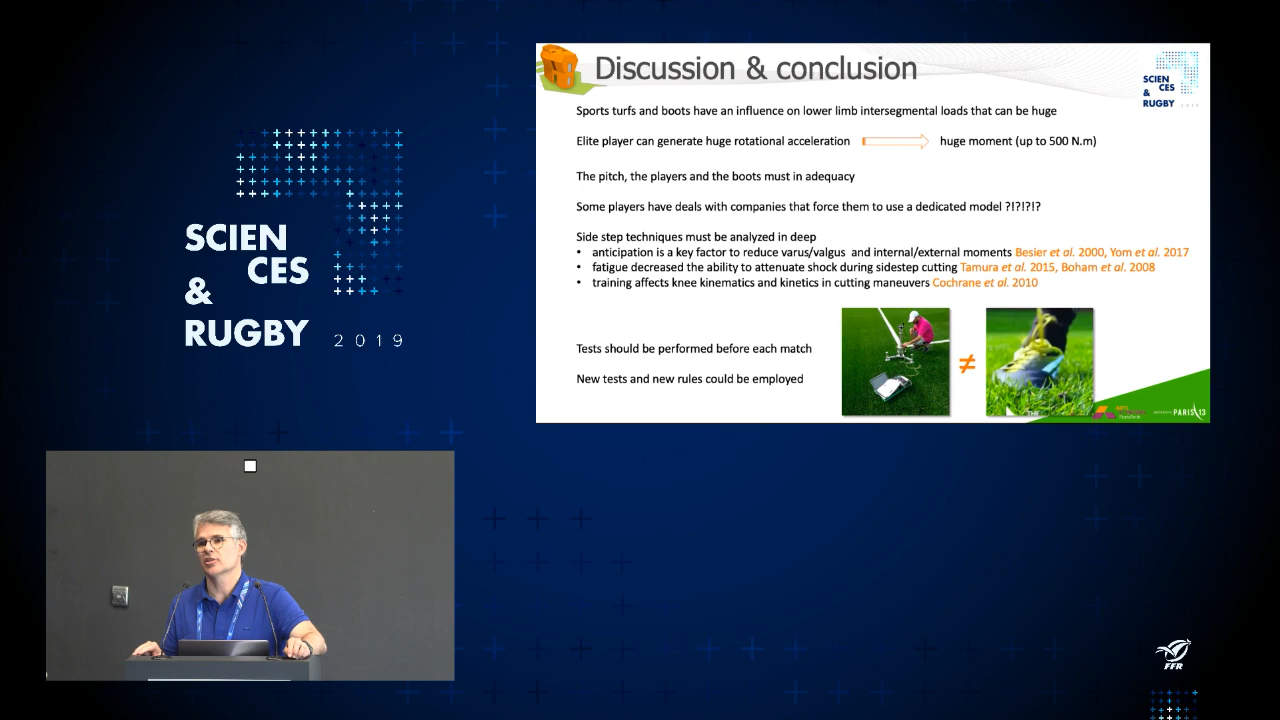 SCIEN
CES
&
RUGBY
2 0 1 9
Discussion & conclusion
SCIEN
CES
&
RUGBY 2019
Sports turfs and boots have an influence on lower limb intersegmental loads that can be huge
Elite player can generate huge rotational acceleration huge moment (up to 500 N.m)
The pitch, the players and the boots must in adequacy
Some players have deals with companies that force them to use a dedicated model ?!?!?!?
Side step techniques must be analyzed in deep
• anticipation is a key factor to reduce varus/valgus and internal/external moments Besier et al. 2000, Yom et al. 2017
• fatigue decreased the ability to attenuate shock during sidestep cutting Tamura et al. 2015, Boham et al. 2008
• training affects knee kinematics and kinetics in cutting maneuvers Cochrane et al. 2010
Tests should be performed before each match
≠
New tests and new rules could be employed
THE
ParisTech
PARIS 13
FFR